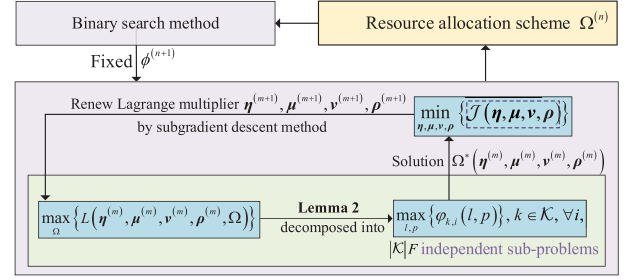 Binary search method
Resource allocation scheme Ω^(n)
Fixed ϕ^(n+1)
Renew Lagrange multiplier η^(m+1), μ^(m+1), ν^(m+1), ρ^(m+1)
by subgradient descent method
min_{η,μ,ν,ρ} {𝒥(η, μ, ν, ρ)}
Solution Ω*(η^(m), μ^(m), ν^(m), ρ^(m))
max_Ω {L(η^(m), μ^(m), ν^(m), ρ^(m), Ω)}
Lemma 2
decomposed into
max_{l,p} {φ_{k,i}(l, p)}, k ∈ 𝒦, ∀i,
|𝒦|F independent sub-problems